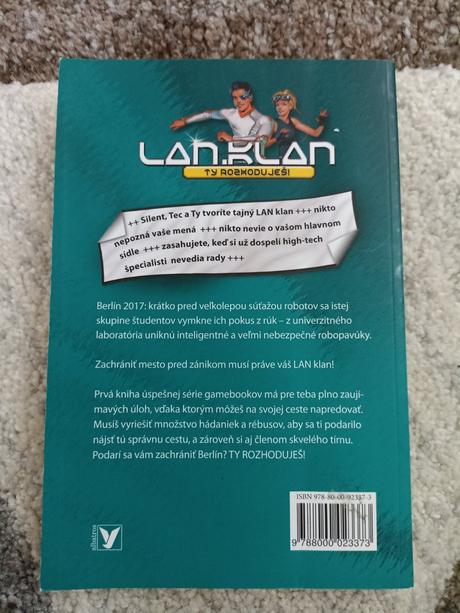 LAN.KLAN
TY ROZHODUJEŠ!
++ Silent, Tec a Ty tvoríte tajný LAN klan +++ nikto
nepozná vaše mená +++ nikto nevie o vašom hlavnom
sídle +++ zasahujete, keď si už dospelí high-tech
špecialisti nevedia rady +++
Berlín 2017: krátko pred veľkolepou súťažou robotov sa istej
skupine študentov vymkne ich pokus z rúk – z univerzitného
laboratória uniknú inteligentné a veľmi nebezpečné robopavúky.
Zachrániť mesto pred zánikom musí práve váš LAN klan!
Prvá kniha úspešnej série gamebookov má pre teba plno zaují-
mavých úloh, vďaka ktorým môžeš na svojej ceste napredovať.
Musíš vyriešiť množstvo hádaniek a rébusov, aby sa ti podarilo
nájsť tú správnu cestu, a zároveň si aj členom skvelého tímu.
Podarí sa vám zachrániť Berlín? TY ROZHODUJEŠ!
ISBN 978-80-00-02337-3
9 788000 023373
albatros